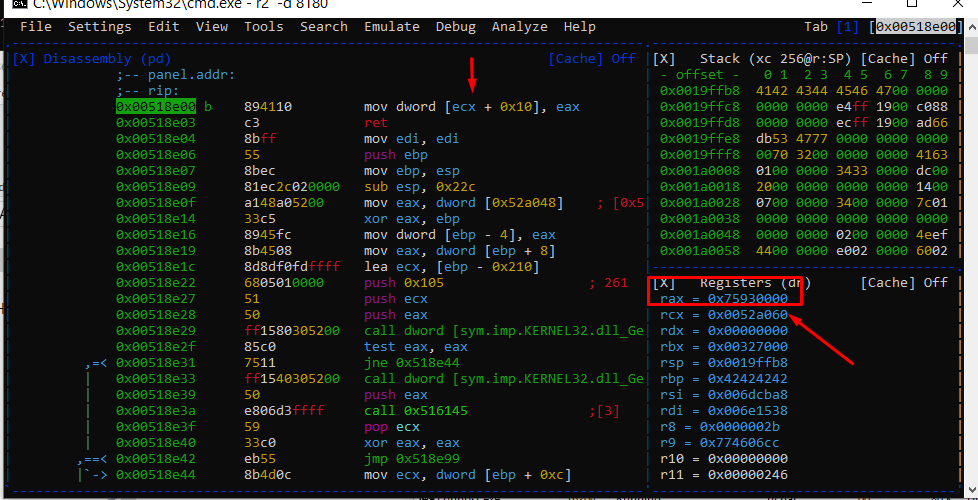 C:\Windows\System32\cmd.exe - r2 -d 8180
File Settings Edit View Tools Search Emulate Debug Analyze Help Tab [1] [0x00518e00]
[X] Disassembly (pd) [Cache] Off
;-- panel.addr:
;-- rip:
0x00518e00 b 894110 mov dword [ecx + 0x10], eax
0x00518e03 c3 ret
0x00518e04 8bff mov edi, edi
0x00518e06 55 push ebp
0x00518e07 8bec mov ebp, esp
0x00518e09 81ec2c020000 sub esp, 0x22c
0x00518e0f a148a05200 mov eax, dword [0x52a048] ; [0x5
0x00518e14 33c5 xor eax, ebp
0x00518e16 8945fc mov dword [ebp - 4], eax
0x00518e19 8b4508 mov eax, dword [ebp + 8]
0x00518e1c 8d8df0fdffff lea ecx, [ebp - 0x210]
0x00518e22 6805010000 push 0x105 ; 261
0x00518e27 51 push ecx
0x00518e28 50 push eax
0x00518e29 ff1580305200 call dword [sym.imp.KERNEL32.dll_Ge
0x00518e2f 85c0 test eax, eax
,=< 0x00518e31 7511 jne 0x518e44
| 0x00518e33 ff1540305200 call dword [sym.imp.KERNEL32.dll_Ge
| 0x00518e39 50 push eax
| 0x00518e3a e806d3ffff call 0x516145 ;[3]
| 0x00518e3f 59 pop ecx
| 0x00518e40 33c0 xor eax, eax
,==< 0x00518e42 eb55 jmp 0x518e99
|`-> 0x00518e44 8b4d0c mov ecx, dword [ebp + 0xc]
[X] Stack (xc 256@r:SP) [Cache] Off
- offset - 0 1 2 3 4 5 6 7 8 9
0x0019ffb8 4142 4344 4546 4700 0000
0x0019ffc8 0000 0000 e4ff 1900 c088
0x0019ffd8 0000 0000 ecff 1900 ad66
0x0019ffe8 db53 4777 0000 0000 0000
0x0019fff8 0070 3200 0000 0000 4163
0x001a0008 0100 0000 3433 0000 dc00
0x001a0018 2000 0000 0000 0000 1400
0x001a0028 0700 0000 3400 0000 7c01
0x001a0038 0000 0000 0000 0000 0000
0x001a0048 0000 0000 0200 0000 4eef
0x001a0058 4400 0000 e002 0000 6002
[X] Registers (dr) [Cache] Off
rax = 0x75930000
rcx = 0x0052a060
rdx = 0x00000000
rbx = 0x00327000
rsp = 0x0019ffb8
rbp = 0x42424242
rsi = 0x006dcba8
rdi = 0x006e1538
r8 = 0x0000002b
r9 = 0x774606cc
r10 = 0x00000000
r11 = 0x00000246